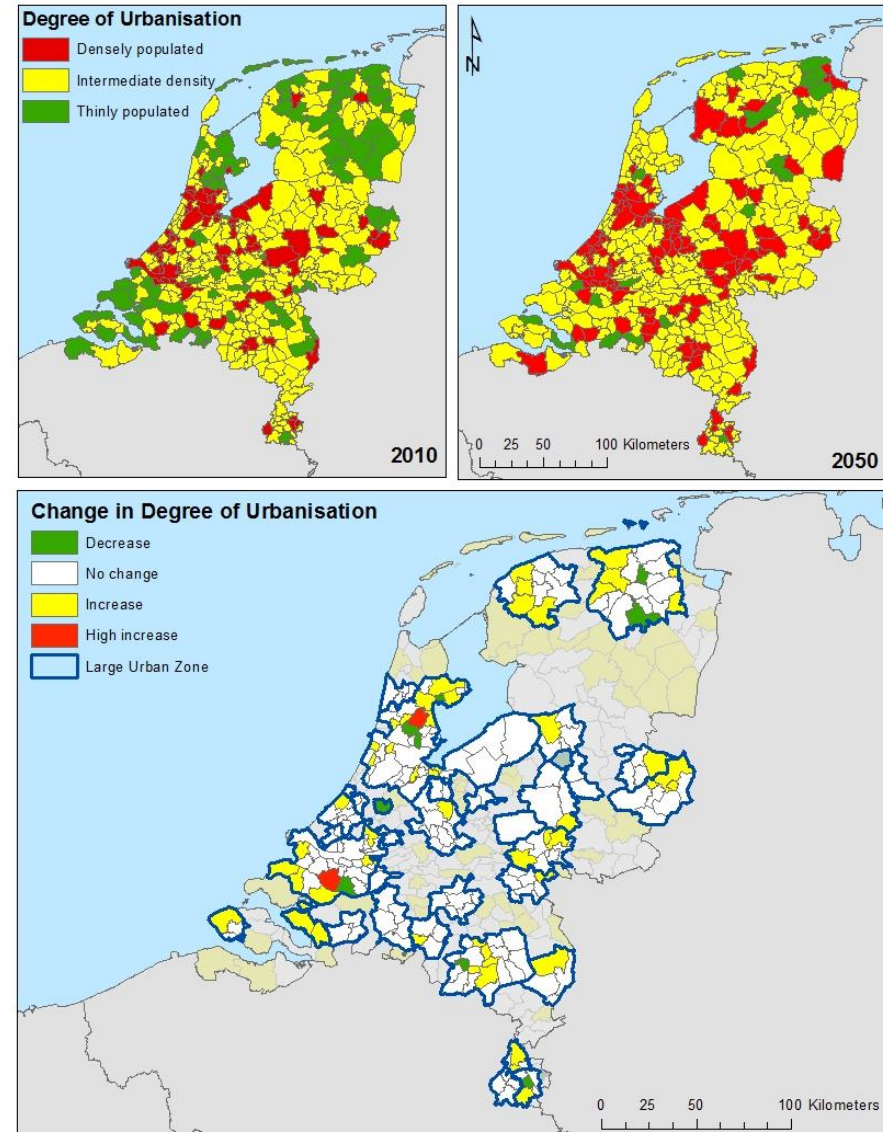 Degree of Urbanisation
Densely populated
Intermediate density
Thinly populated
2010
N
0 25 50 100 Kilometers
2050
Change in Degree of Urbanisation
Decrease
No change
Increase
High increase
Large Urban Zone
0 25 50 100 Kilometers